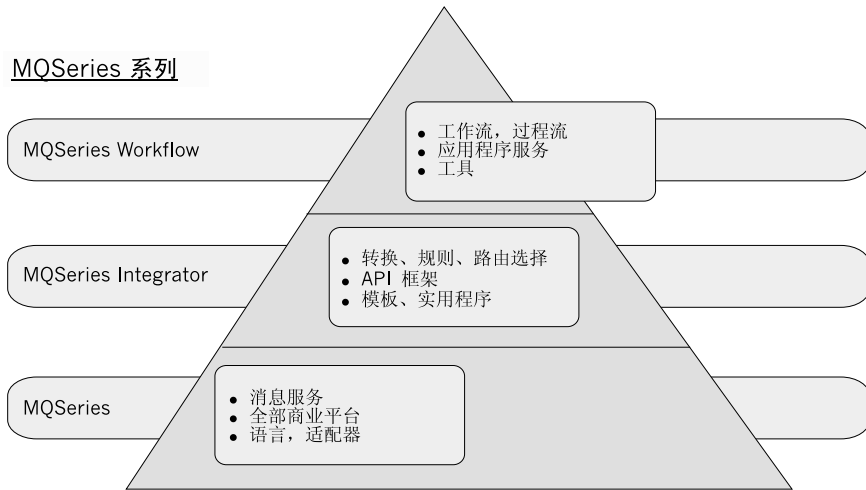 MQSeries 系列
MQSeries Workflow
● 工作流，过程流
● 应用程序服务
● 工具
MQSeries Integrator
● 转换、规则、路由选择
● API 框架
● 模板、实用程序
MQSeries
● 消息服务
● 全部商业平台
● 语言，适配器